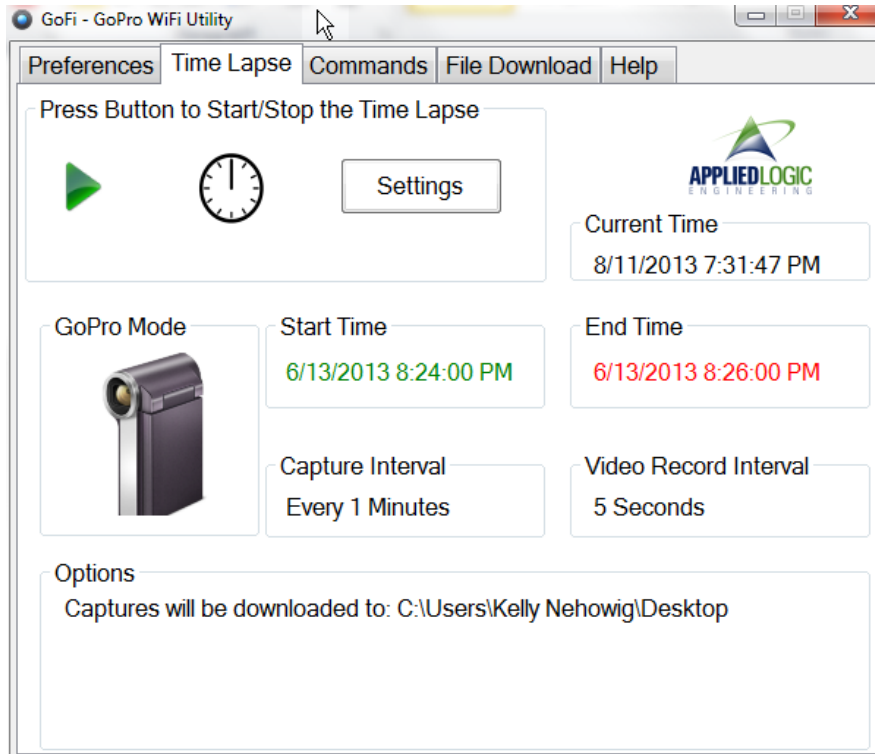 GoFi - GoPro WiFi Utility
Preferences Time Lapse Commands File Download Help
Press Button to Start/Stop the Time Lapse
Settings
APPLIEDLOGIC
ENGINEERING
Current Time
8/11/2013 7:31:47 PM
GoPro Mode
Start Time
6/13/2013 8:24:00 PM
End Time
6/13/2013 8:26:00 PM
Capture Interval
Every 1 Minutes
Video Record Interval
5 Seconds
Options
Captures will be downloaded to: C:\Users\Kelly Nehowig\Desktop